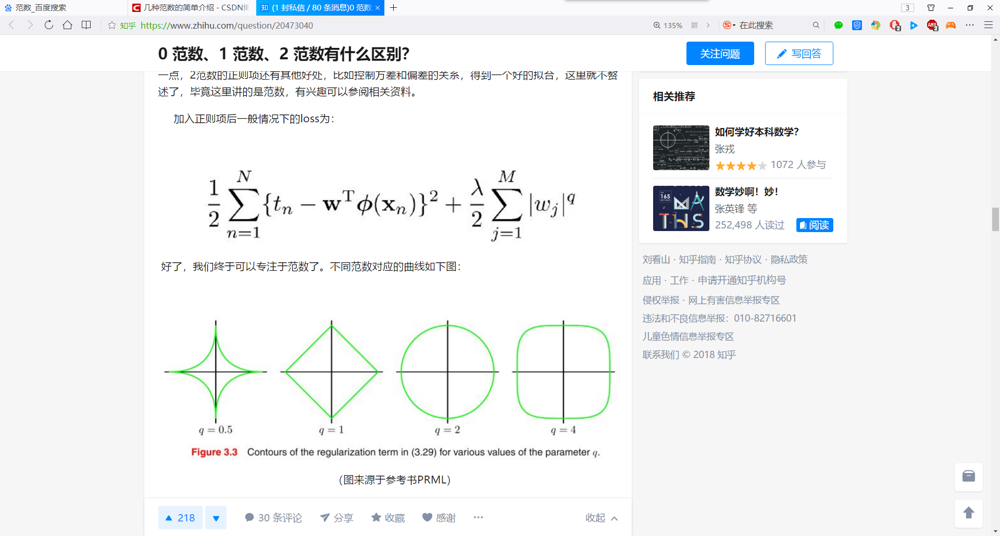 范数_百度搜索
几种范数的简单介绍 - CSDN博
(1 封私信 / 80 条消息)0 范数、
3
知乎 https://www.zhihu.com/question/20473040
135%
在此搜索
0 范数、1 范数、2 范数有什么区别?
关注问题
写回答
一点，2范数的正则项还有其他好处，比如控制方差和偏差的关系，得到一个好的拟合，这里就不赘
述了，毕竟这里讲的是范数，有兴趣可以参阅相关资料。
加入正则项后一般情况下的loss为：
\frac{1}{2}\sum_{n=1}^{N}\{t_n - \mathbf{w}^{\mathrm{T}}\boldsymbol{\phi}(\mathbf{x}_n)\}^2 + \frac{\lambda}{2}\sum_{j=1}^{M}|w_j|^q
好了，我们终于可以专注于范数了。不同范数对应的曲线如下图：
q = 0.5
q = 1
q = 2
q = 4
Figure 3.3 Contours of the regularization term in (3.29) for various values of the parameter q.
（图来源于参考书PRML）
218
30 条评论
分享
收藏
感谢
收起
相关推荐
如何学好本科数学？
张戎
1072 人参与
数学妙啊！妙！
张英锋 等
252,498 人读过
阅读
165
MA
THS
刘看山 · 知乎指南 · 知乎协议 · 隐私政策
应用 · 工作 · 申请开通知乎机构号
侵权举报 · 网上有害信息举报专区
违法和不良信息举报：010-82716601
儿童色情信息举报专区
联系我们 © 2018 知乎